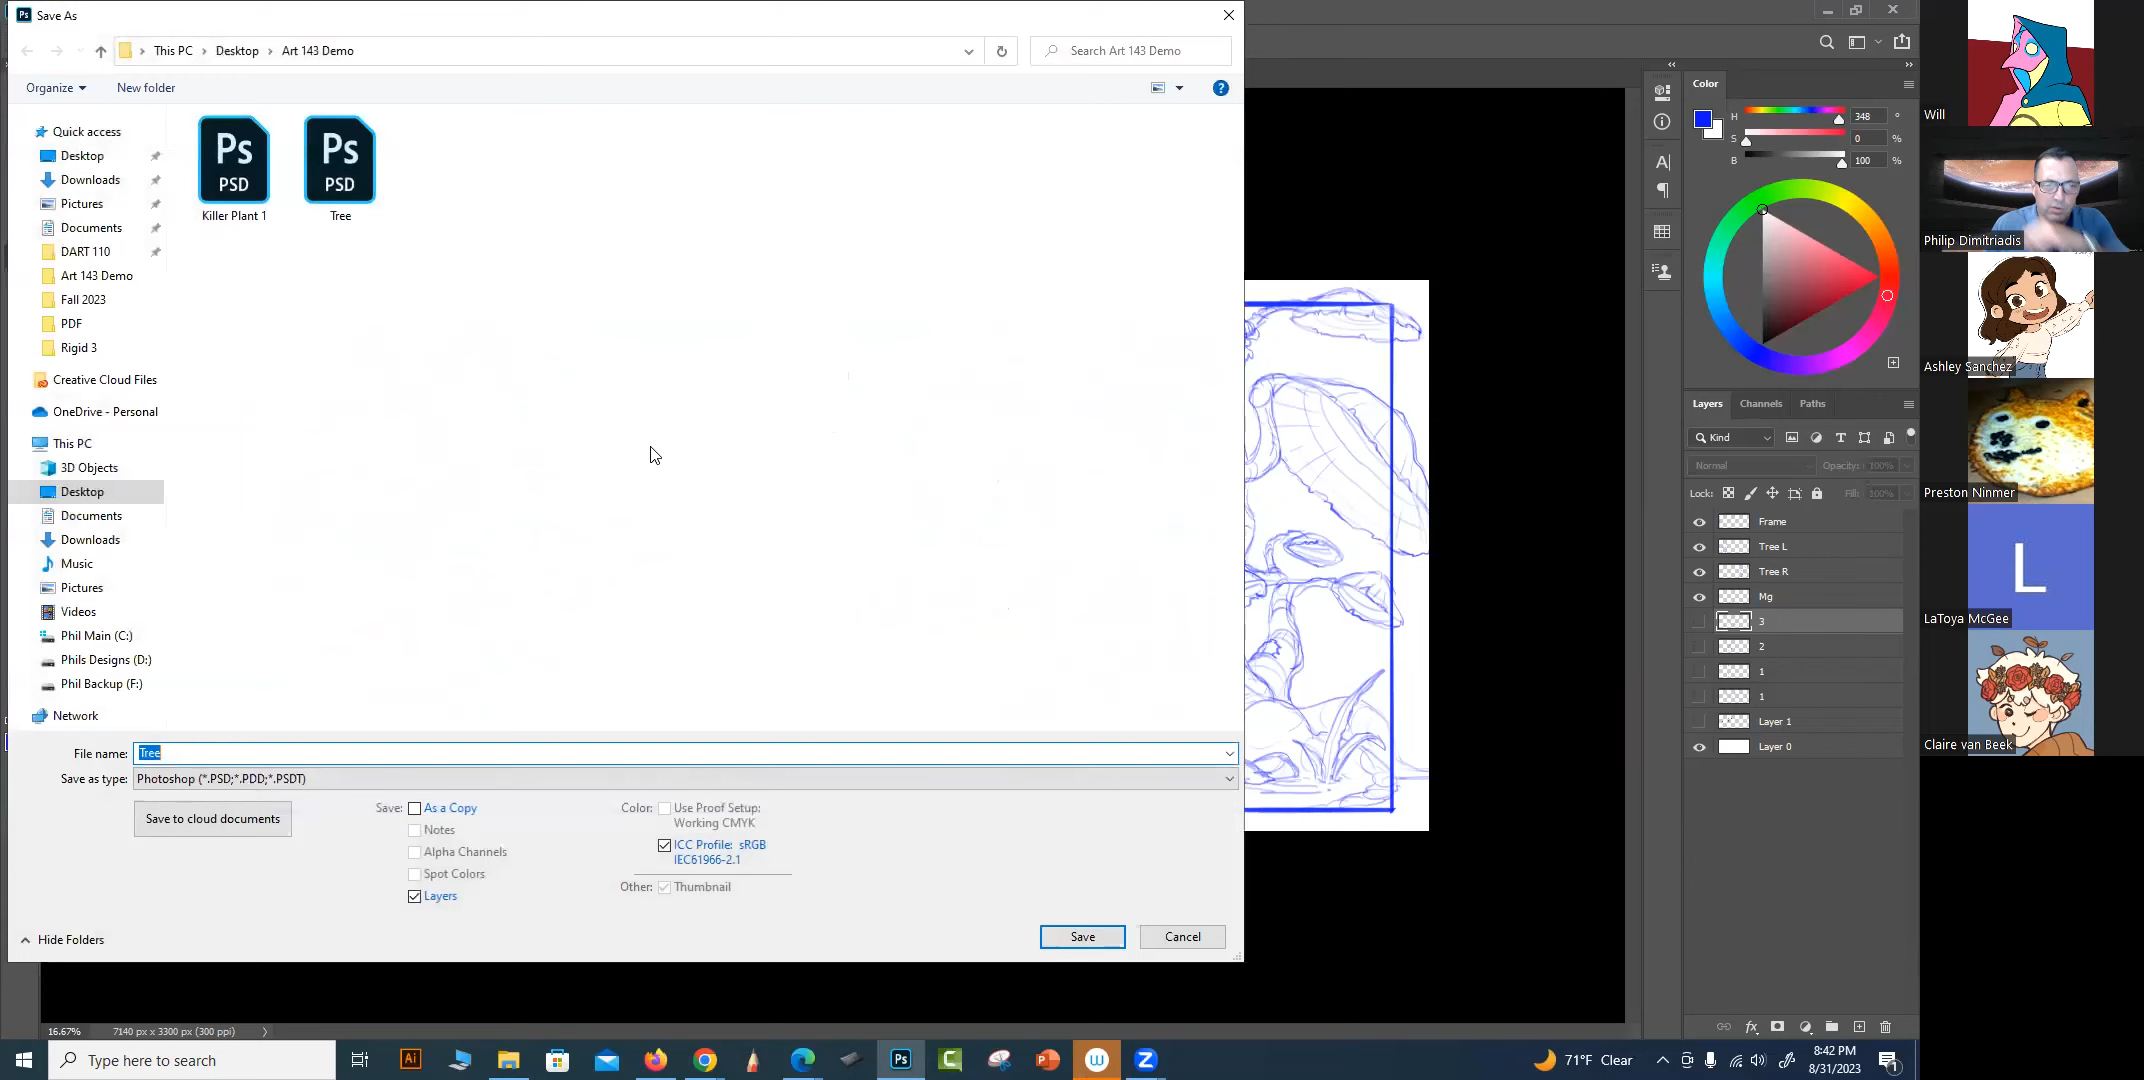 Save As
This PC > Desktop > Art 143 Demo
Search Art 143 Demo
Organize
New folder
Quick access
Desktop
Downloads
Pictures
Documents
DART 110
Art 143 Demo
Fall 2023
PDF
Rigid 3
Creative Cloud Files
OneDrive - Personal
This PC
3D Objects
Desktop
Documents
Downloads
Music
Pictures
Videos
Phil Main (C:)
Phils Designs (D:)
Phil Backup (F:)
Network
Ps
PSD
Killer Plant 1
Ps
PSD
Tree
File name: Tree
Save as type: Photoshop (*.PSD;*.PDD;*.PSDT)
Save to cloud documents
Save: As a Copy
Notes
Alpha Channels
Spot Colors
Layers
Color: Use Proof Setup:
Working CMYK
ICC Profile: sRGB
IEC61966-2.1
Other: Thumbnail
Hide Folders
Save
Cancel
16.67%
7140 px x 3300 px (300 ppi)
Color
H 348 °
S 0 %
B 100 %
Layers
Channels
Paths
Kind
Normal
Opacity: 100%
Lock:
Fill: 100%
Frame
Tree L
Tree R
Mg
3
2
1
1
Layer 1
Layer 0
Will
Philip Dimitriadis
Ashley Sanchez
Preston Ninmer
L
LaToya McGee
Claire van Beek
Type here to search
Ai
Ps
71°F Clear
8:42 PM
8/31/2023
1